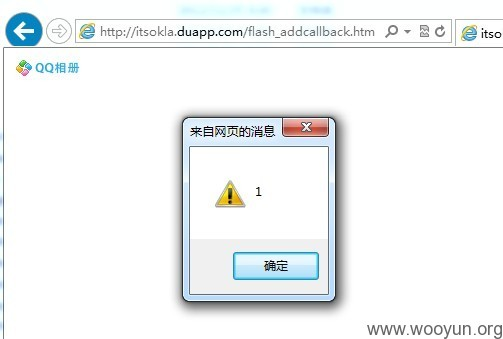 http://itsokla.duapp.com/flash_addcallback.htm
itso
QQ相册
来自网页的消息
1
确定
www.wooyun.org